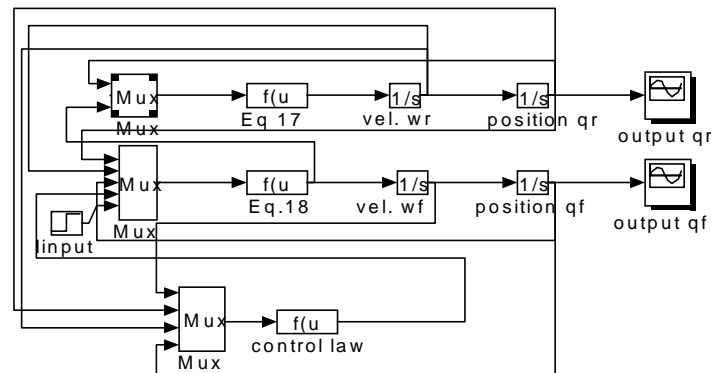 Mux
Mux
f(u
Eq 17
1/s
vel. wr
1/s
position qr
output qr
Mux
Mux
f(u
Eq.18
1/s
vel. wf
1/s
position qf
output qf
linput
Mux
Mux
f(u
control law